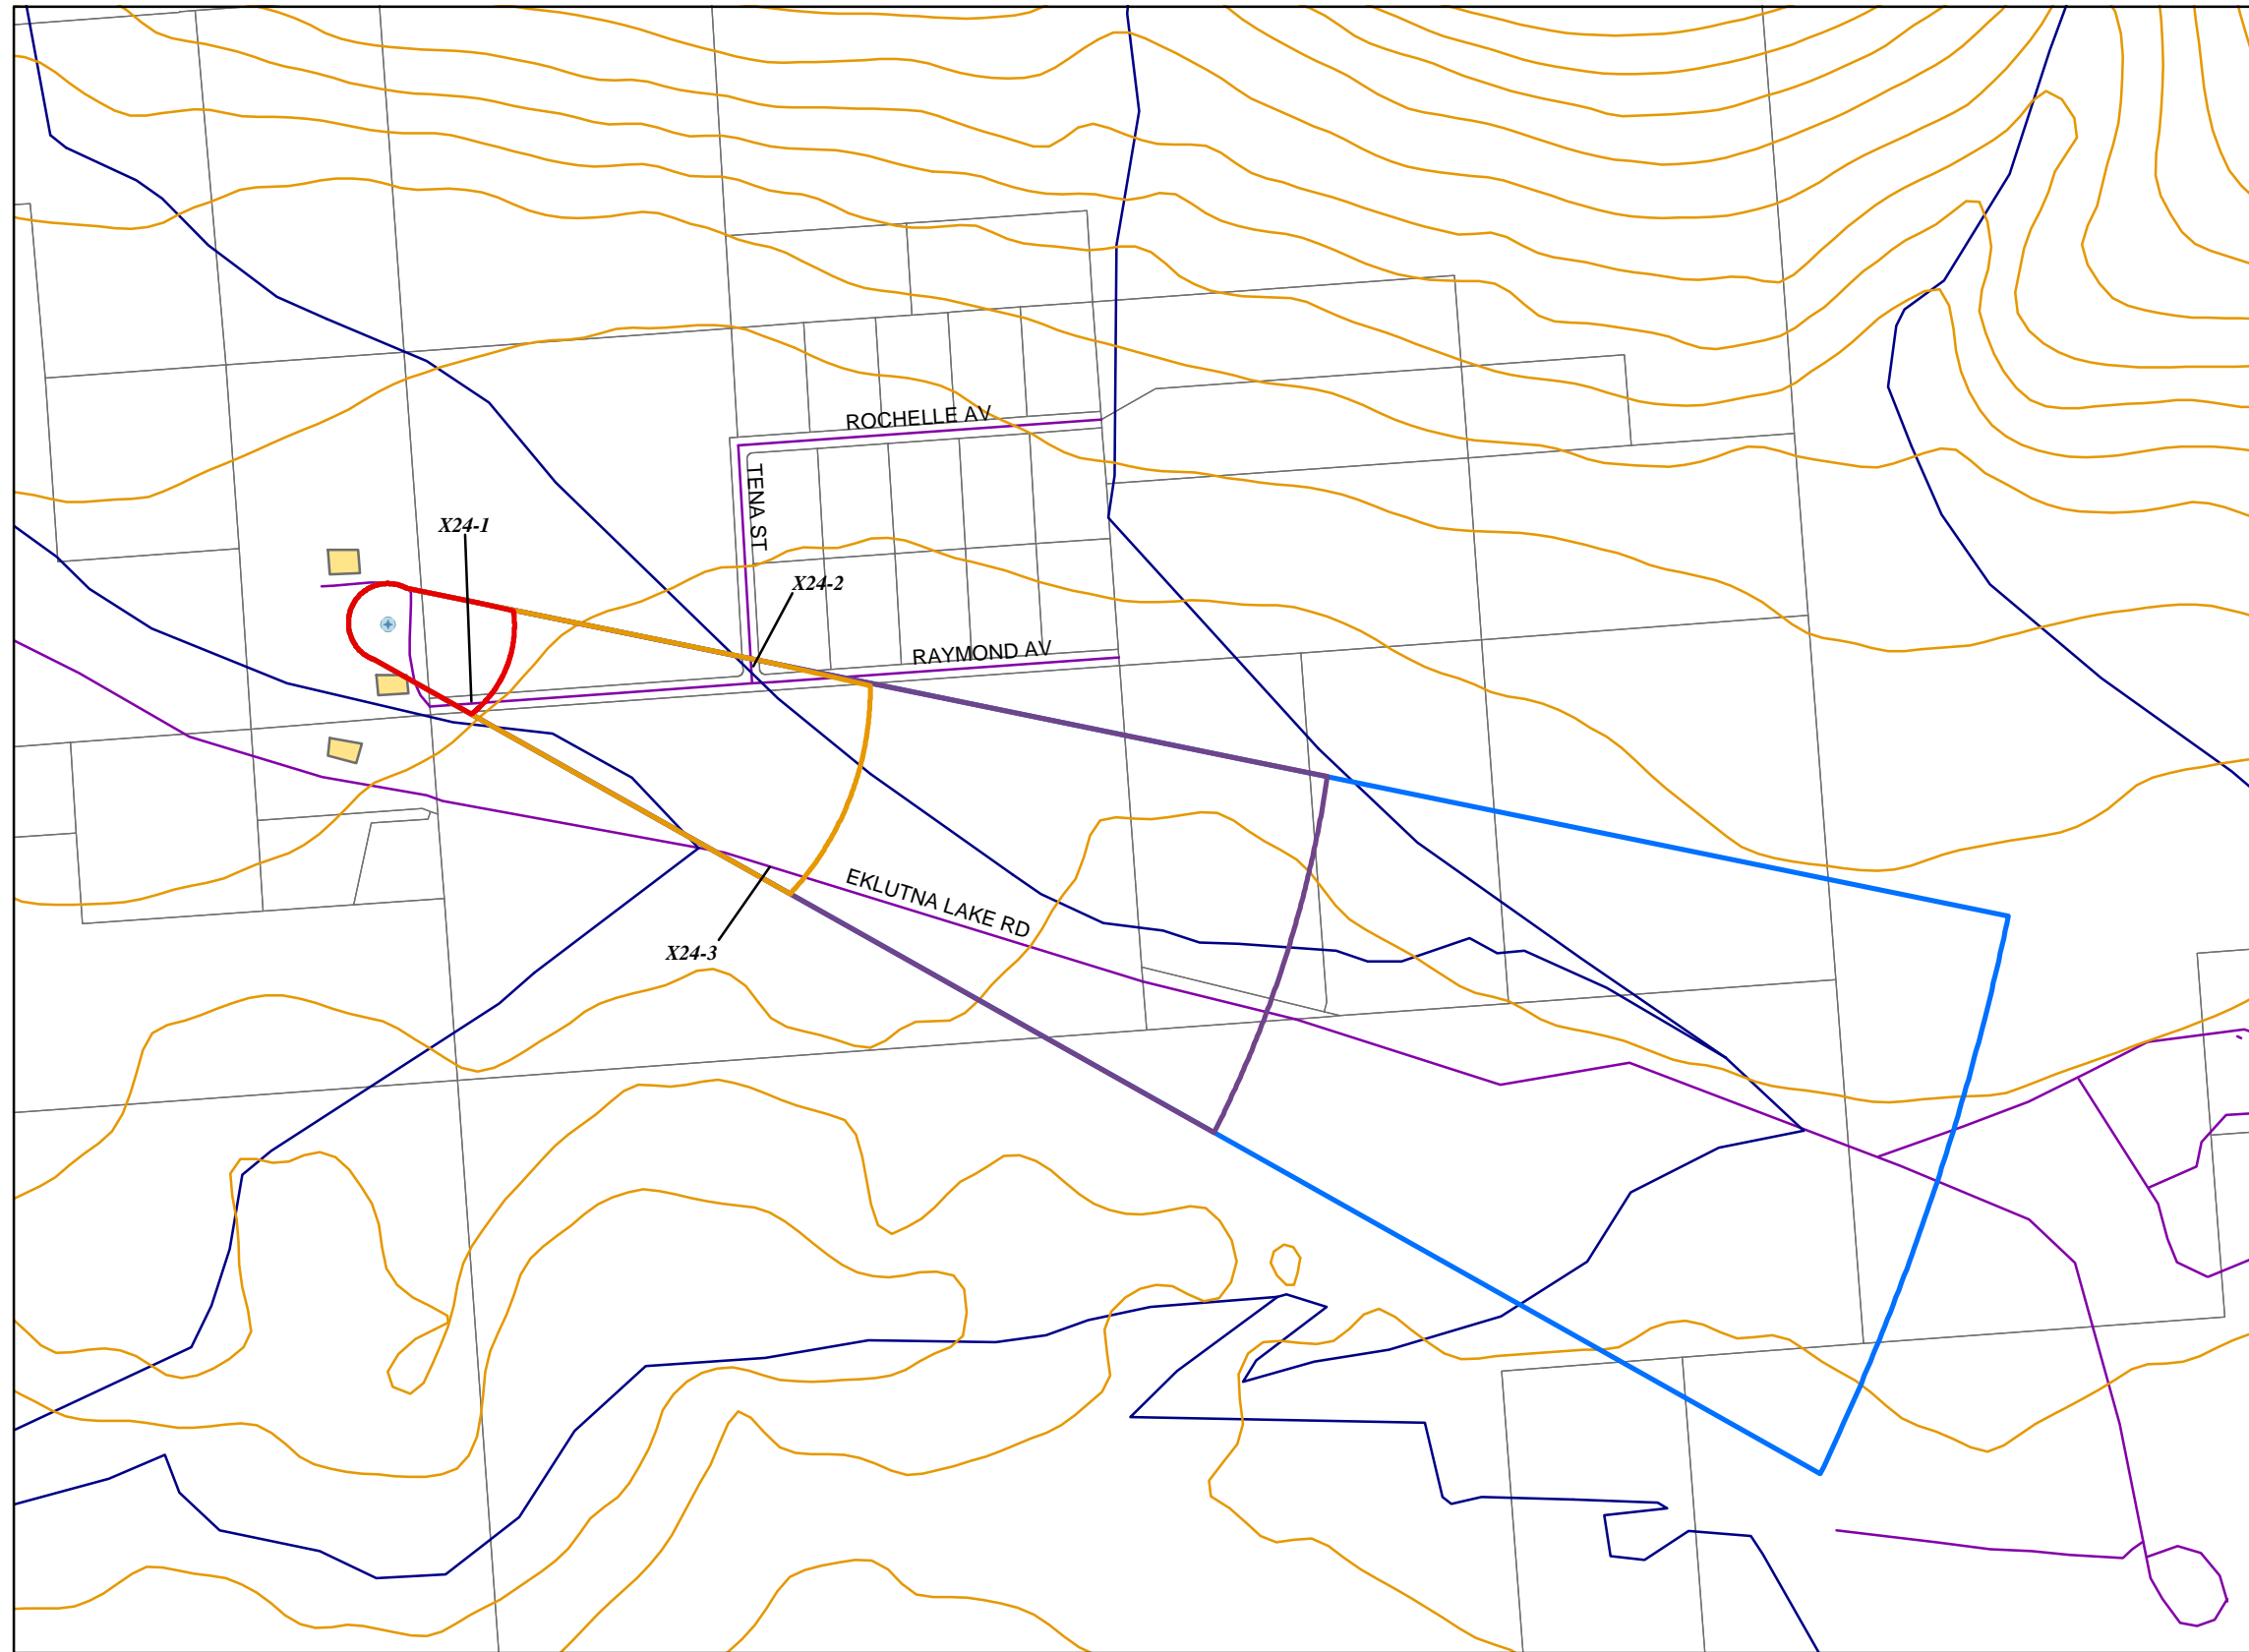 ROCHELLE AV
TENA ST
X24-1
X24-2
RAYMOND AV
EKLUTNA LAKE RD
X24-3